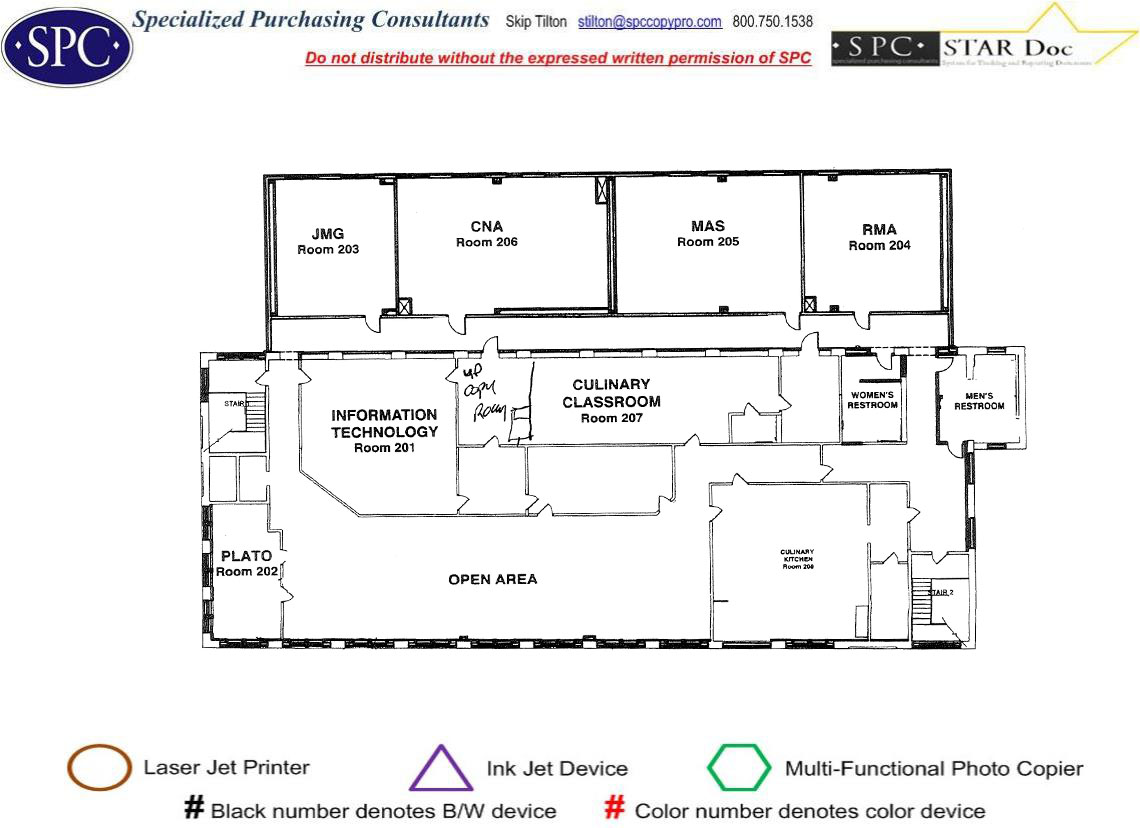 Specialized Purchasing Consultants Skip Tilton stilton@spccopypro.com 800.750.1538
·SPC·
Do not distribute without the expressed written permission of SPC
·SPC· STAR Doc
specialized purchasing consultants System for Tracking and Reporting Documents
JMG
Room 203
CNA
Room 206
MAS
Room 205
RMA
Room 204
STAIR
INFORMATION
TECHNOLOGY
Room 201
copy
Room
CULINARY
CLASSROOM
Room 207
WOMEN'S
RESTROOM
MEN'S
RESTROOM
PLATO
Room 202
OPEN AREA
CULINARY
KITCHEN
STAIR 2
Laser Jet Printer
Ink Jet Device
Multi-Functional Photo Copier
# Black number denotes B/W device
# Color number denotes color device